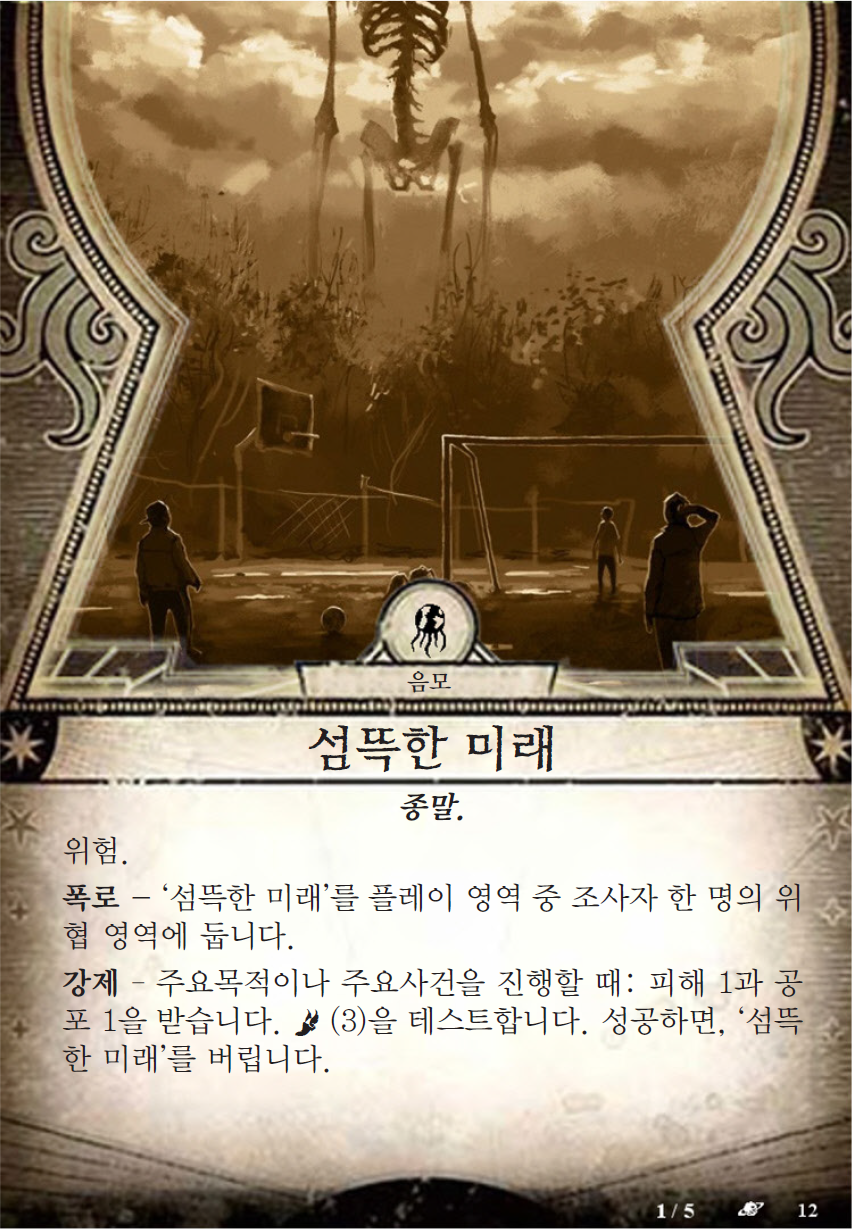 음모
섬뜩한 미래
종말.
위험.
폭로 – ‘섬뜩한 미래’를 플레이 영역 중 조사자 한 명의 위
협 영역에 둡니다.
강제 - 주요목적이나 주요사건을 진행할 때: 피해 1과 공
포 1을 받습니다. (3)을 테스트합니다. 성공하면, ‘섬뜩
한 미래’를 버립니다.
1 / 5 12